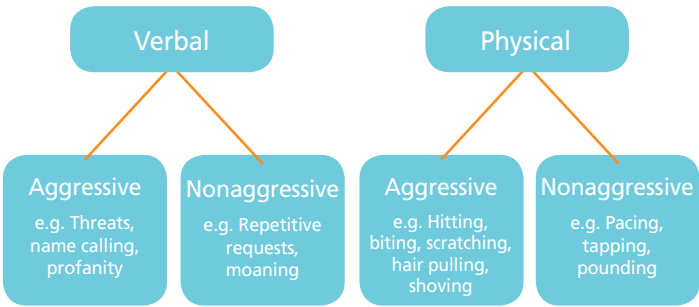 Verbal
Physical
Aggressive
e.g. Threats,
name calling,
profanity
Nonaggressive
e.g. Repetitive
requests,
moaning
Aggressive
e.g. Hitting,
biting, scratching,
hair pulling,
shoving
Nonaggressive
e.g. Pacing,
tapping,
pounding